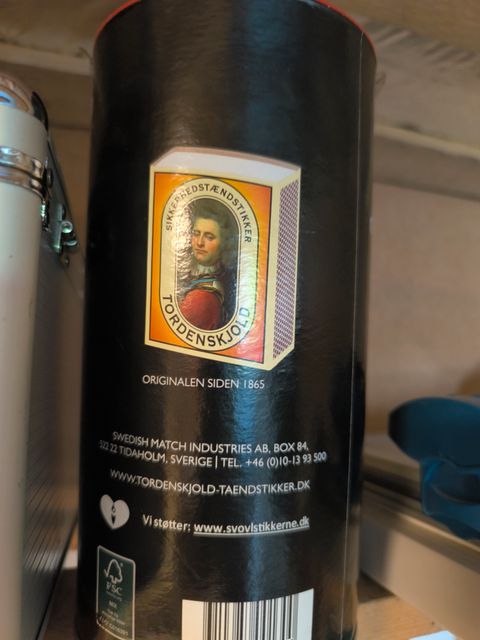 SIKKERHEDSTÆNDSTIKKER
TORDENSKJOLD
ORIGINALEN SIDEN 1865
SWEDISH MATCH INDUSTRIES AB, BOX 84,
522 22 TIDAHOLM, SVERIGE | TEL. +46 (0)10-13 93 500
WWW.TORDENSKJOLD-TAENDSTIKKER.DK
Vi støtter: www.svovlstikkerne.dk
FSC